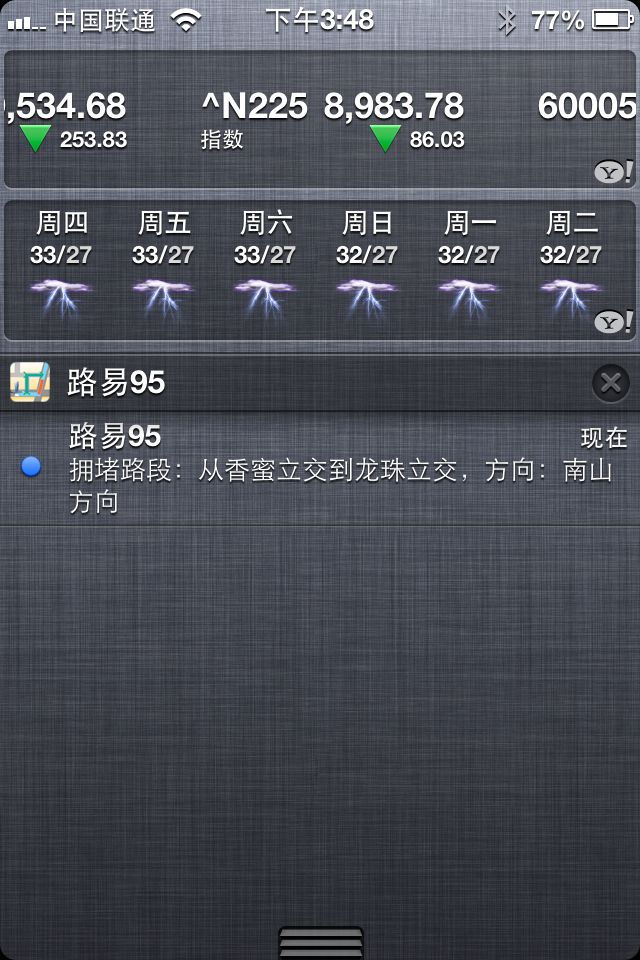 中国联通 下午3:48 77%
,534.68 ^N225 8,983.78 60005
253.83 指数 86.03
Y!
周四 周五 周六 周日 周一 周二
33/27 33/27 33/27 32/27 32/27 32/27
Y!
路易95
路易95 现在
拥堵路段：从香蜜立交到龙珠立交，方向：南山
方向